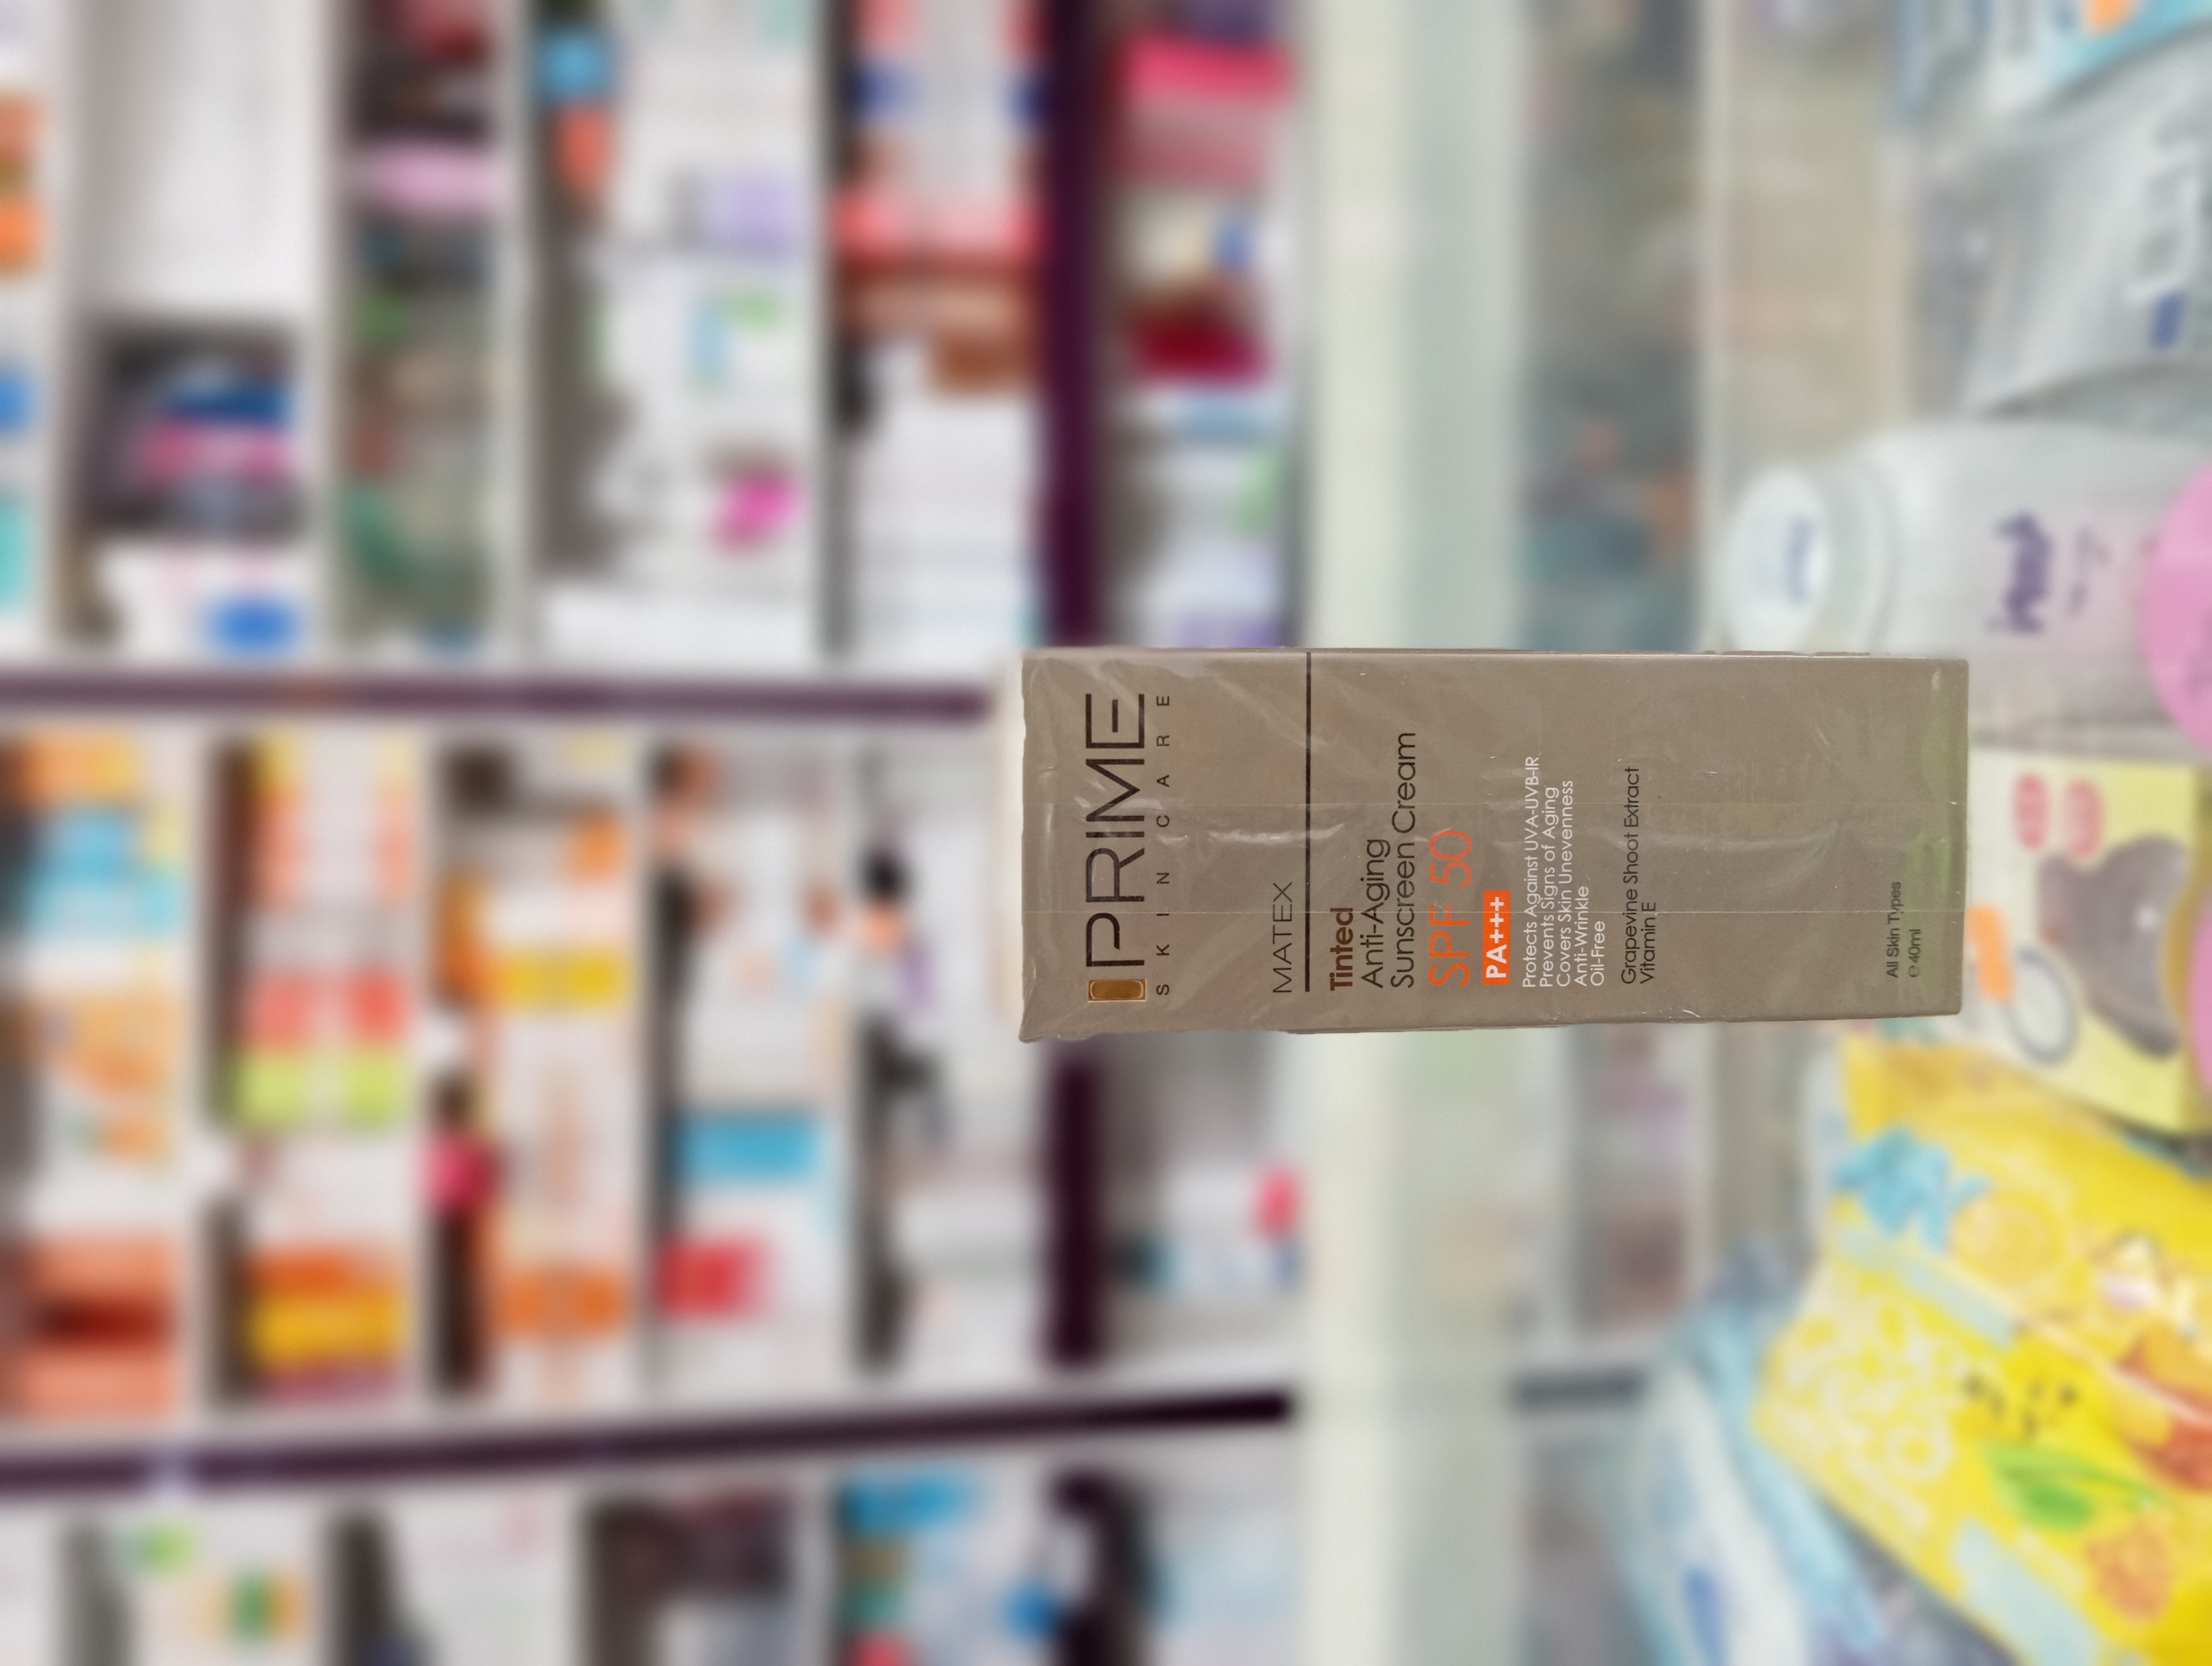 PRIME
SKINCARE
MATEX
Tinted
Anti-Aging
Sunscreen Cream
SPF 50
PA+++
Protects Against UVA-UVB-IR
Prevents Signs of Aging
Covers Skin Unevenness
Anti-Wrinkle
Oil-Free
Grapevine Shoot Extract
Vitamin E
All Skin Types
℮40ml